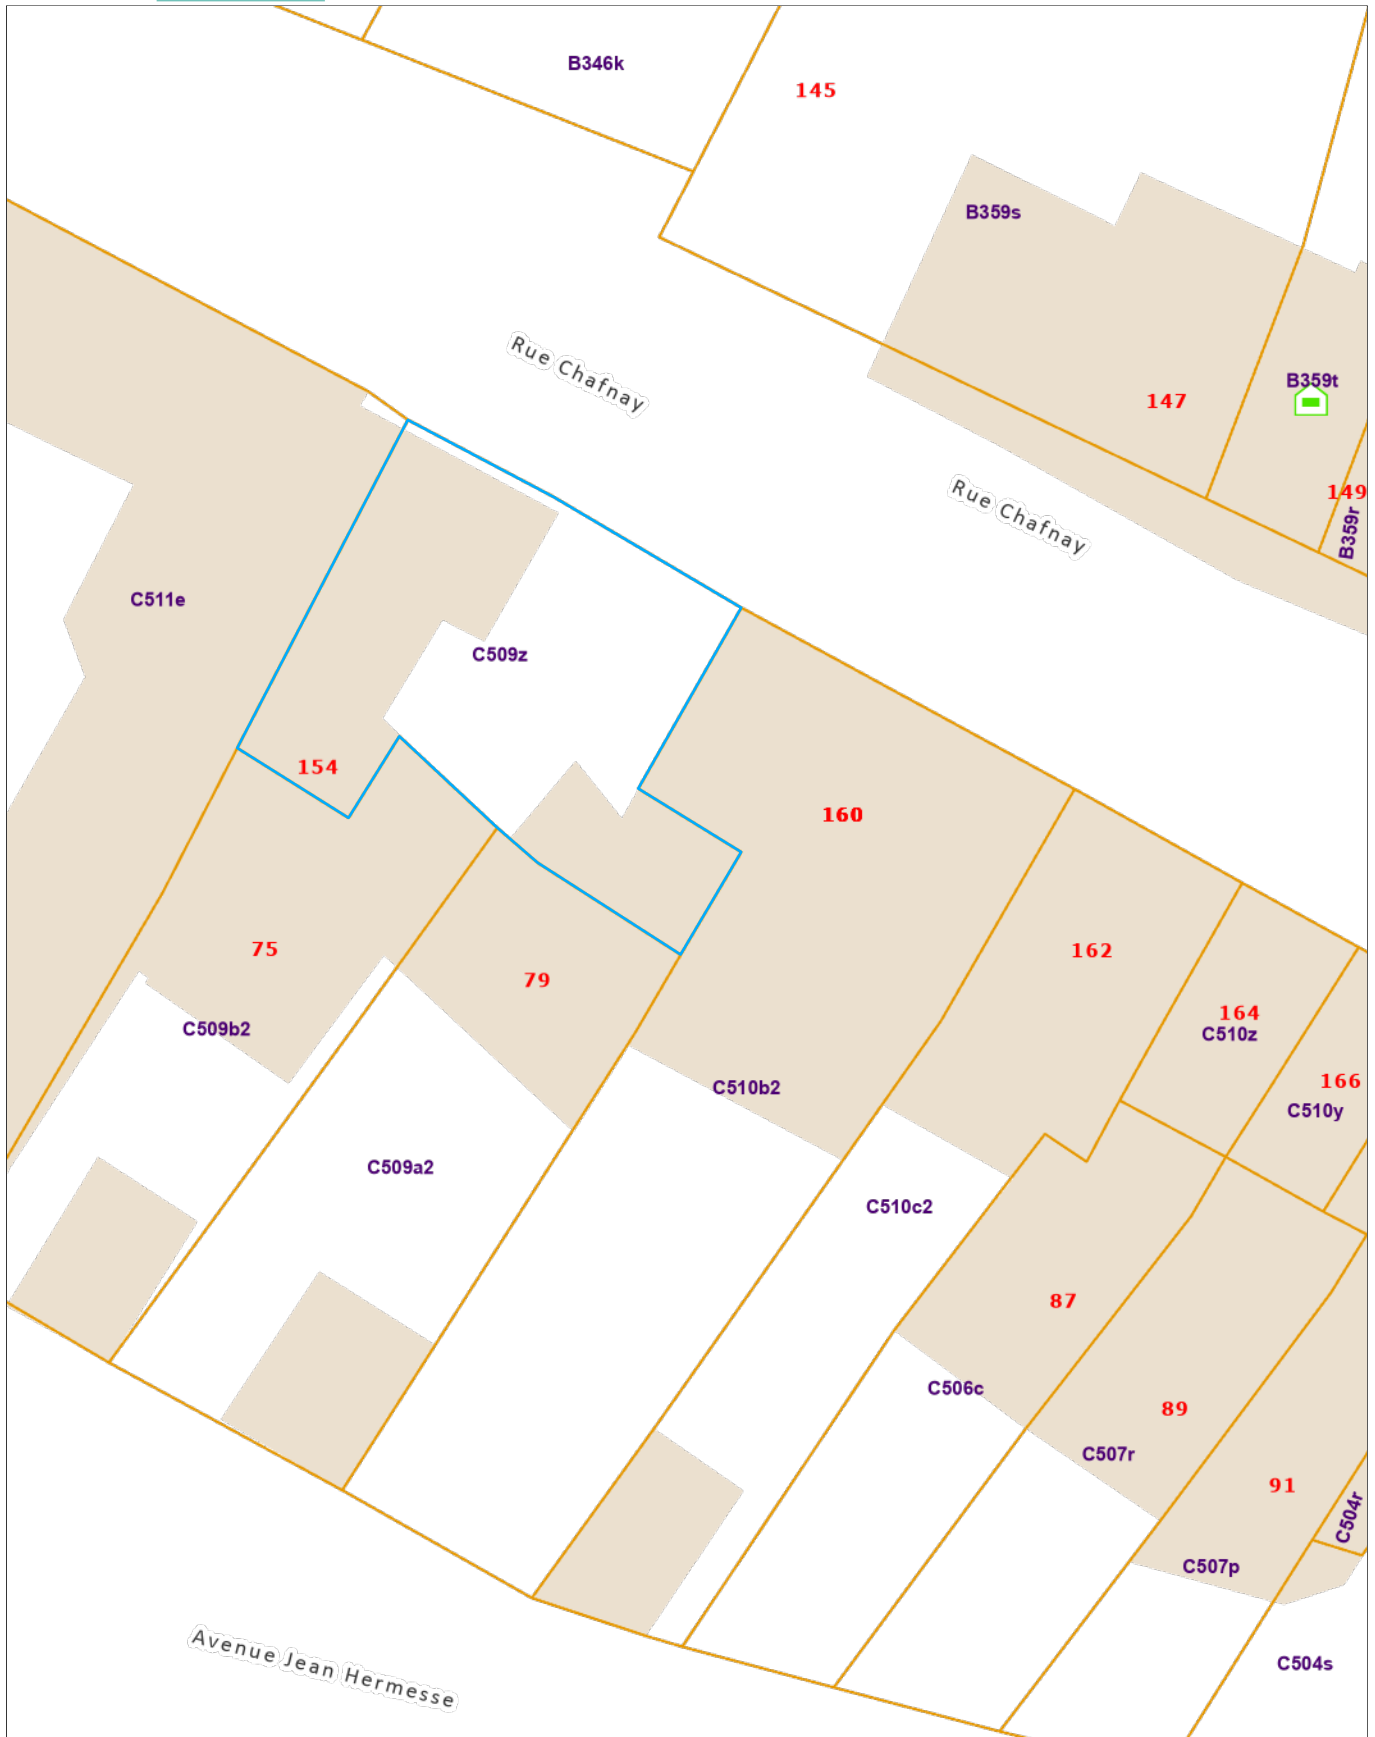 B346k
145
B359s
Rue Chafnay
B359t
147
149
Rue Chafnay
B359r
C511e
C509z
154
160
75
162
79
164
C509b2
C510z
166
C510b2
C510y
C509a2
C510c2
87
C506c
89
C507r
91
C504r
C507p
Avenue Jean Hermesse
C504s